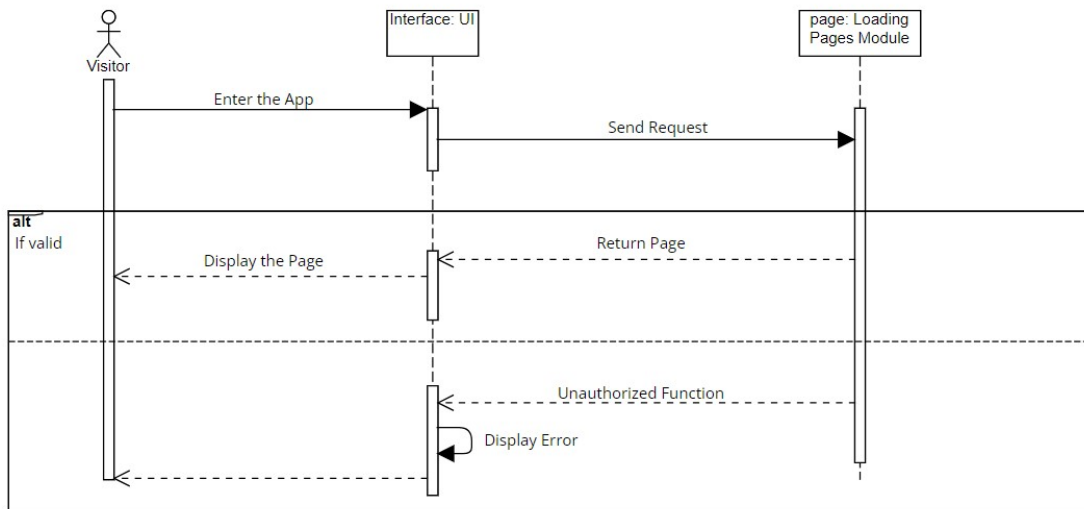 Interface: UI
page: Loading
Pages Module
Visitor
Enter the App
Send Request
alt
If valid
Return Page
Display the Page
Unauthorized Function
Display Error